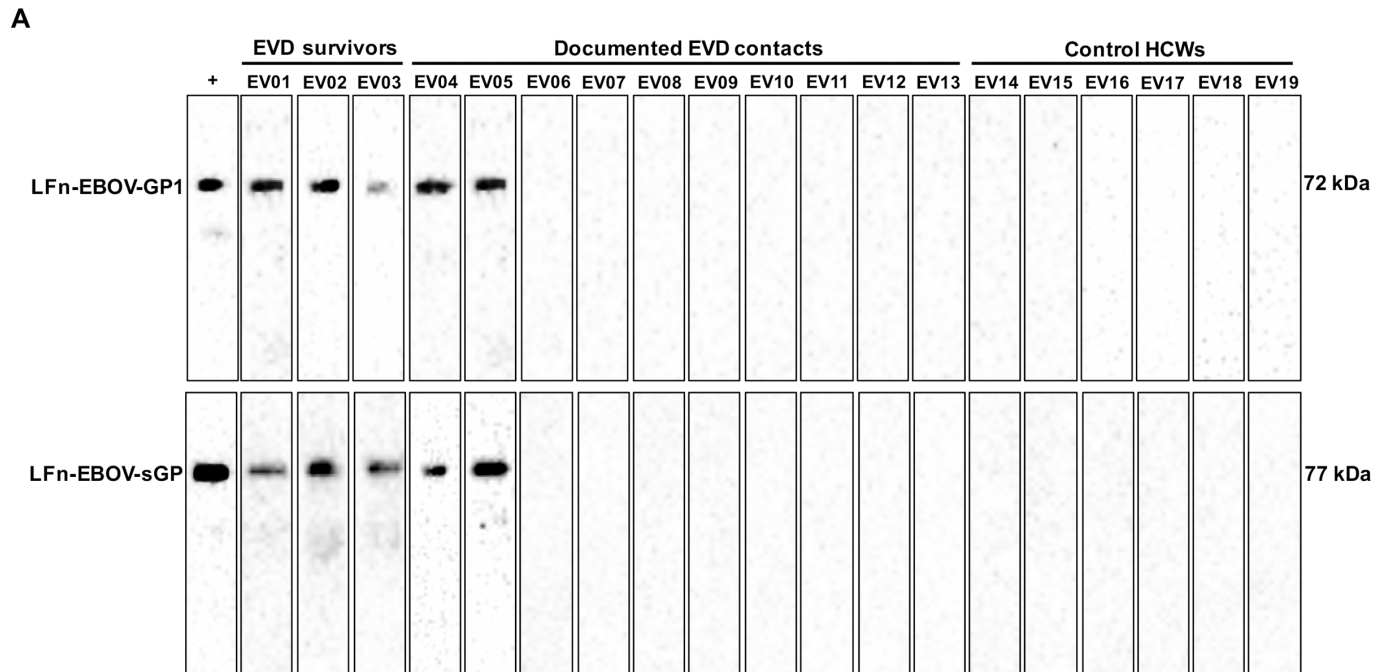 A
EVD survivors Documented EVD contacts Control HCWs
+ EV01 EV02 EV03 EV04 EV05 EV06 EV07 EV08 EV09 EV10 EV11 EV12 EV13 EV14 EV15 EV16 EV17 EV18 EV19
LFn-EBOV-GP1 72 kDa
LFn-EBOV-sGP 77 kDa